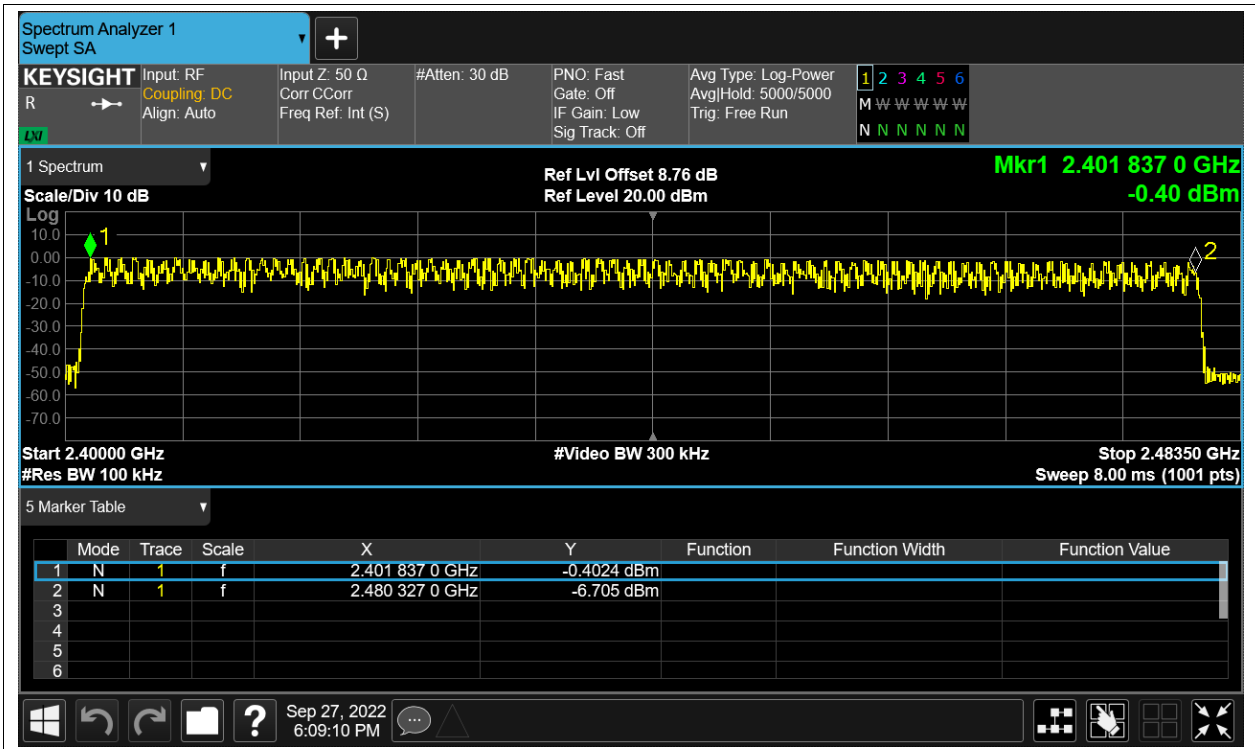 Spectrum Analyzer 1
Swept SA
KEYSIGHT Input: RF Input Z: 50 Ω #Atten: 30 dB PNO: Fast Avg Type: Log-Power 1 2 3 4 5 6
R Coupling: DC Corr CCorr Gate: Off Avg|Hold: 5000/5000 M W W W W W
Align: Auto Freq Ref: Int (S) IF Gain: Low Trig: Free Run
LXI Sig Track: Off N N N N N N
1 Spectrum Ref Lvl Offset 8.76 dB Mkr1 2.401 837 0 GHz
Scale/Div 10 dB Ref Level 20.00 dBm -0.40 dBm
Log
10.0 1
0.00 2
-10.0
-20.0
-30.0
-40.0
-50.0
-60.0
-70.0
Start 2.40000 GHz #Video BW 300 kHz Stop 2.48350 GHz
#Res BW 100 kHz Sweep 8.00 ms (1001 pts)
5 Marker Table
Mode Trace Scale X Y Function Function Width Function Value
1 N 1 f 2.401 837 0 GHz -0.4024 dBm
2 N 1 f 2.480 327 0 GHz -6.705 dBm
3
4
5
6
? Sep 27, 2022
6:09:10 PM